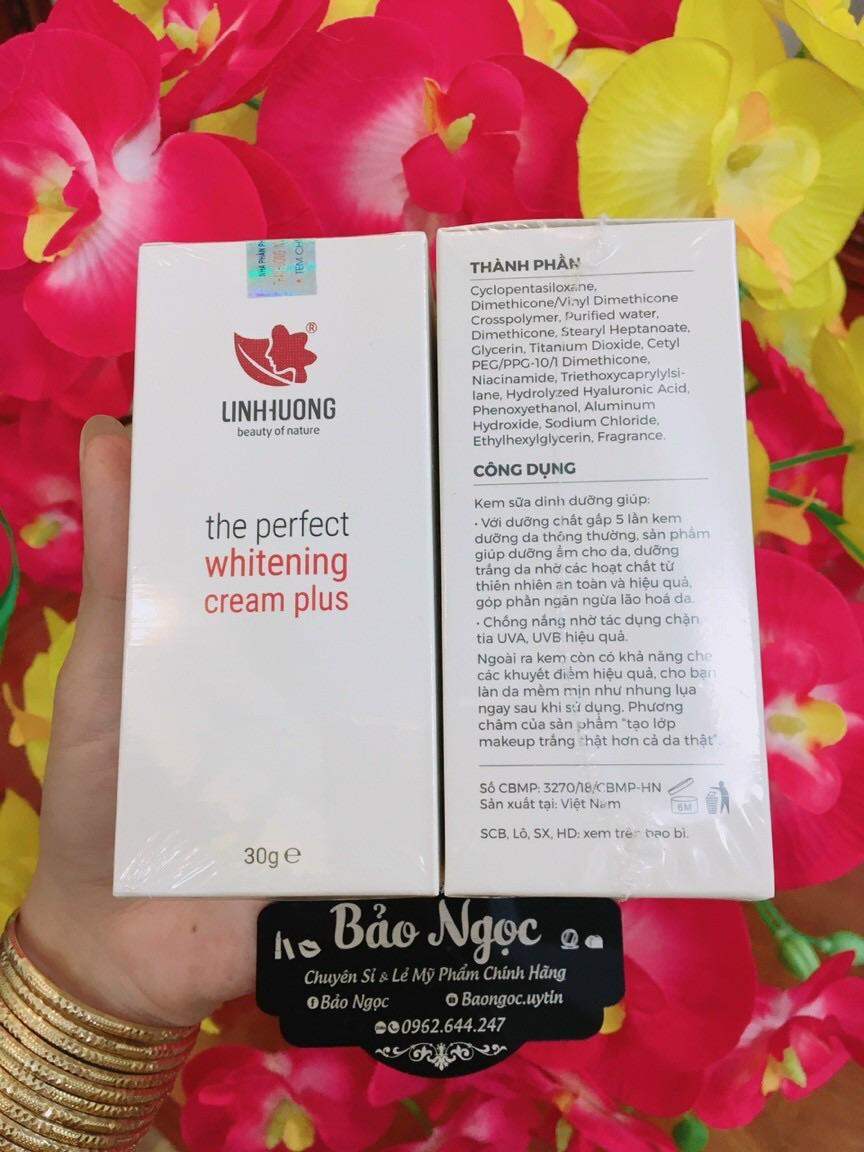 NHÀ PHÂN PH
TEM CH
®
LINH HUONG
beauty of nature
the perfect
whitening
cream plus
30g ℮
THÀNH PHẦN
Cyclopentasiloxane,
Dimethicone/Vinyl Dimethicone
Crosspolymer, Purified water,
Dimethicone, Stearyl Heptanoate,
Glycerin, Titanium Dioxide, Cetyl
PEG/PPG-10/1 Dimethicone,
Niacinamide, Triethoxycaprylylsi-
lane, Hydrolyzed Hyaluronic Acid,
Phenoxyethanol, Aluminum
Hydroxide, Sodium Chloride,
Ethylhexylglycerin, Fragrance.
CÔNG DỤNG
Kem sữa dinh dưỡng giúp:
• Với dưỡng chất gấp 5 lần kem
dưỡng da thông thường, sản phẩm
giúp dưỡng ẩm cho da, dưỡng
trắng da nhờ các hoạt chất từ
thiên nhiên an toàn và hiệu quả,
góp phần ngăn ngừa lão hoá da.
• Chống nắng nhờ tác dụng chặn
tia UVA, UVB hiệu quả.
Ngoài ra kem còn có khả năng che
các khuyết điểm hiệu quả, cho bạn
làn da mềm mịn như nhung lụa
ngay sau khi sử dụng. Phương
châm của sản phẩm "tạo lớp
makeup trắng thật hơn cả da thật".
Số CBMP: 3270/18/CBMP-HN
Sản xuất tại: Việt Nam
6M
SCB, Lô, SX, HD: xem trên bao bì.
Bảo Ngọc
Chuyên Sỉ & Lẻ Mỹ Phẩm Chính Hãng
Bảo Ngọc
Baongoc.uytin
0962.644.247